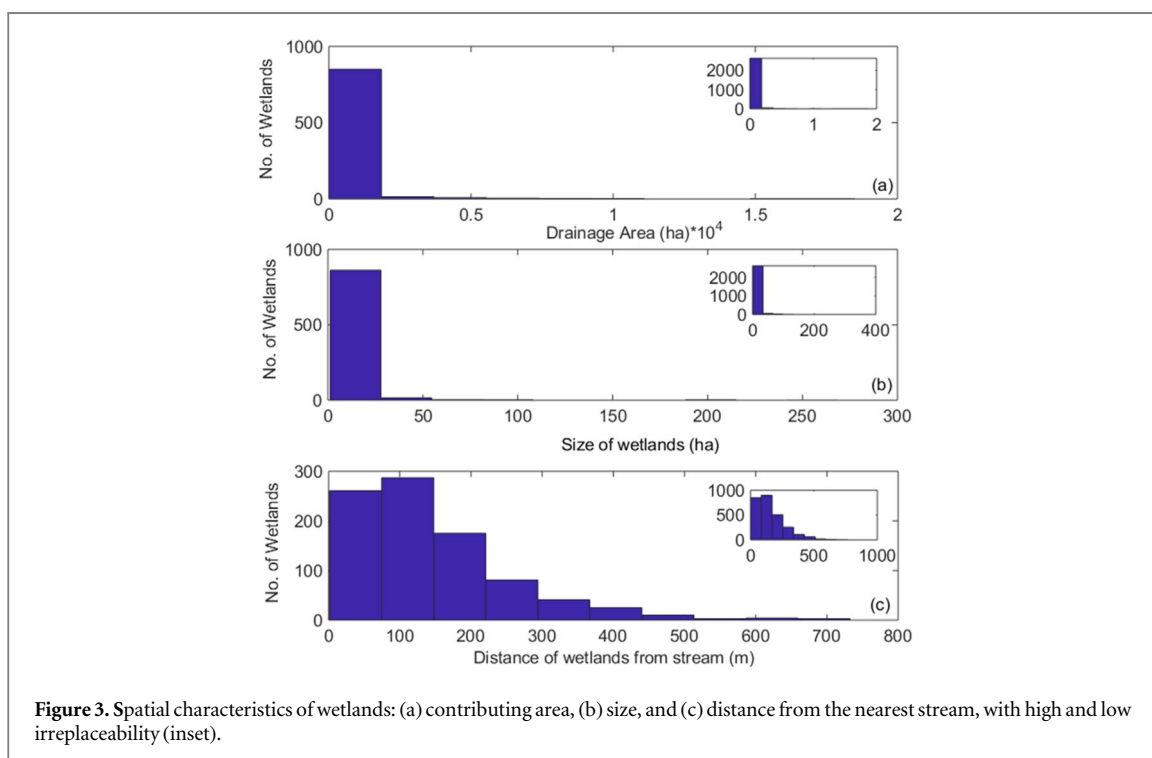 No. of Wetlands
1000
500
0
0 0.5 1 1.5 2
Drainage Area (ha)*10^4
2000
1000
0
0 1 2
(a)
No. of Wetlands
1000
500
0
0 50 100 150 200 250 300
Size of wetlands (ha)
2000
1000
0
0 200 400
(b)
No. of Wetlands
300
200
100
0
0 100 200 300 400 500 600 700 800
Distance of wetlands from stream (m)
1000
500
0
0 500 1000
(c)
Figure 3. Spatial characteristics of wetlands: (a) contributing area, (b) size, and (c) distance from the nearest stream, with high and low
irreplaceability (inset).